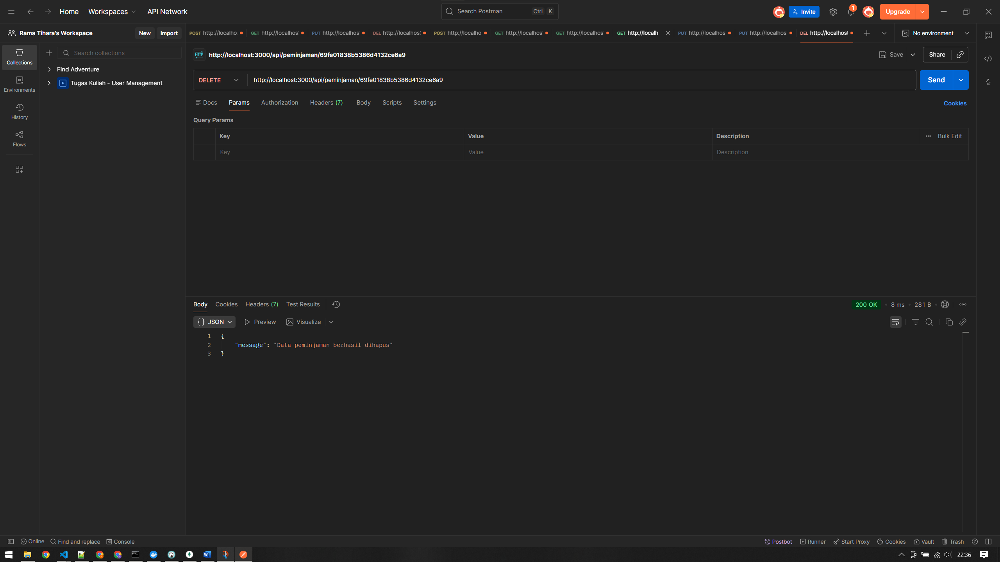 Home Workspaces API Network Search Postman Ctrl K Invite 1 Upgrade
Rama Tihara's Workspace New Import POST http://localho GET http://localhos PUT http://localhos DEL http://localhos POST http://localho GET http://localhos GET http://localhos GET http://localh PUT http://localhos PUT http://localhos DEL http://localhost No environment
Collections
Environments
History
Flows
Search collections
Find Adventure
Tugas Kuliah - User Management
HTTP http://localhost:3000/api/peminjaman/69fe01838b5386d4132ce6a9 Save Share
DELETE http://localhost:3000/api/peminjaman/69fe01838b5386d4132ce6a9 Send
Docs Params Authorization Headers (7) Body Scripts Settings Cookies
Query Params
Key Value Description Bulk Edit
Key Value Description
Body Cookies Headers (7) Test Results 200 OK • 8 ms • 281 B
{} JSON Preview Visualize
1 {
2 "message": "Data peminjaman berhasil dihapus"
3 }
Online Find and replace Console Postbot Runner Start Proxy Cookies Vault Trash
22:36